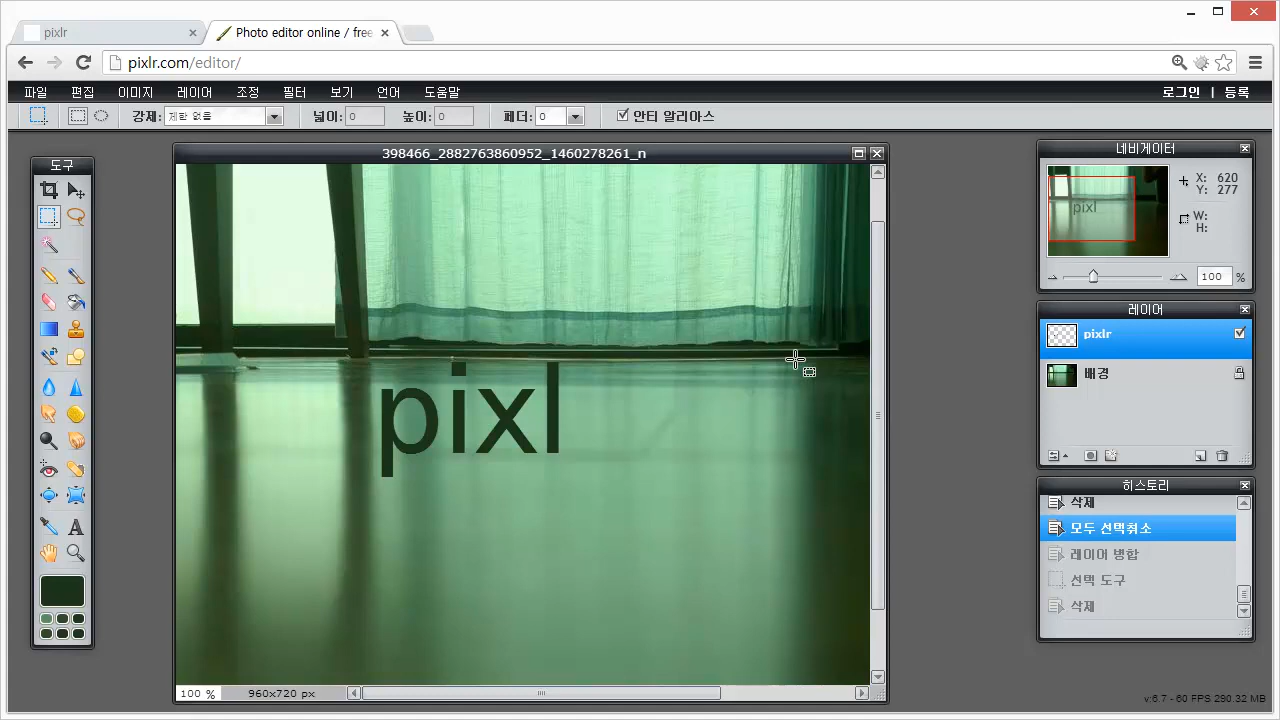 pixlr
Photo editor online / free
pixlr.com/editor/
파일 편집 이미지 레이어 조정 필터 보기 언어 도움말 로그인 | 등록
강제: 제한 없음 넓이: 0 높이: 0 페더: 0 안티 알리아스
도구
398466_2882763860952_1460278261_n
pixl
100 % 960x720 px
네비게이터
pixl
X: 620
Y: 277
W:
H:
100 %
레이어
pixlr
배경
히스토리
삭제
모두 선택취소
레이어 병합
선택 도구
삭제
v:6.7 - 60 FPS 290.32 MB